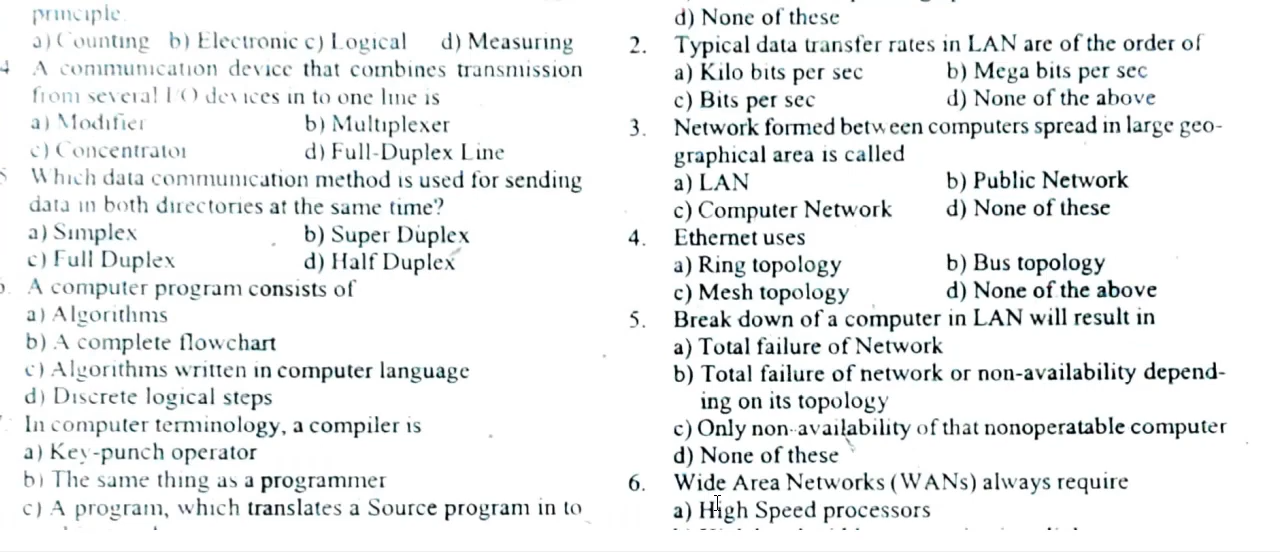 principle.
a) Counting b) Electronic c) Logical d) Measuring
4 A communication device that combines transmission
from several I/O devices in to one line is
a) Modifier b) Multiplexer
c) Concentrator d) Full-Duplex Line
5 Which data communication method is used for sending
data in both directories at the same time?
a) Simplex b) Super Duplex
c) Full Duplex d) Half Duplex
A computer program consists of
a) Algorithms
b) A complete flowchart
c) Algorithms written in computer language
d) Discrete logical steps
In computer terminology, a compiler is
a) Key-punch operator
b) The same thing as a programmer
c) A program, which translates a Source program in to
d) None of these
2. Typical data transfer rates in LAN are of the order of
a) Kilo bits per sec b) Mega bits per sec
c) Bits per sec d) None of the above
3. Network formed between computers spread in large geo-
graphical area is called
a) LAN b) Public Network
c) Computer Network d) None of these
4. Ethernet uses
a) Ring topology b) Bus topology
c) Mesh topology d) None of the above
5. Break down of a computer in LAN will result in
a) Total failure of Network
b) Total failure of network or non-availability depend-
ing on its topology
c) Only non-availability of that nonoperatable computer
d) None of these
6. Wide Area Networks (WANs) always require
a) High Speed processors